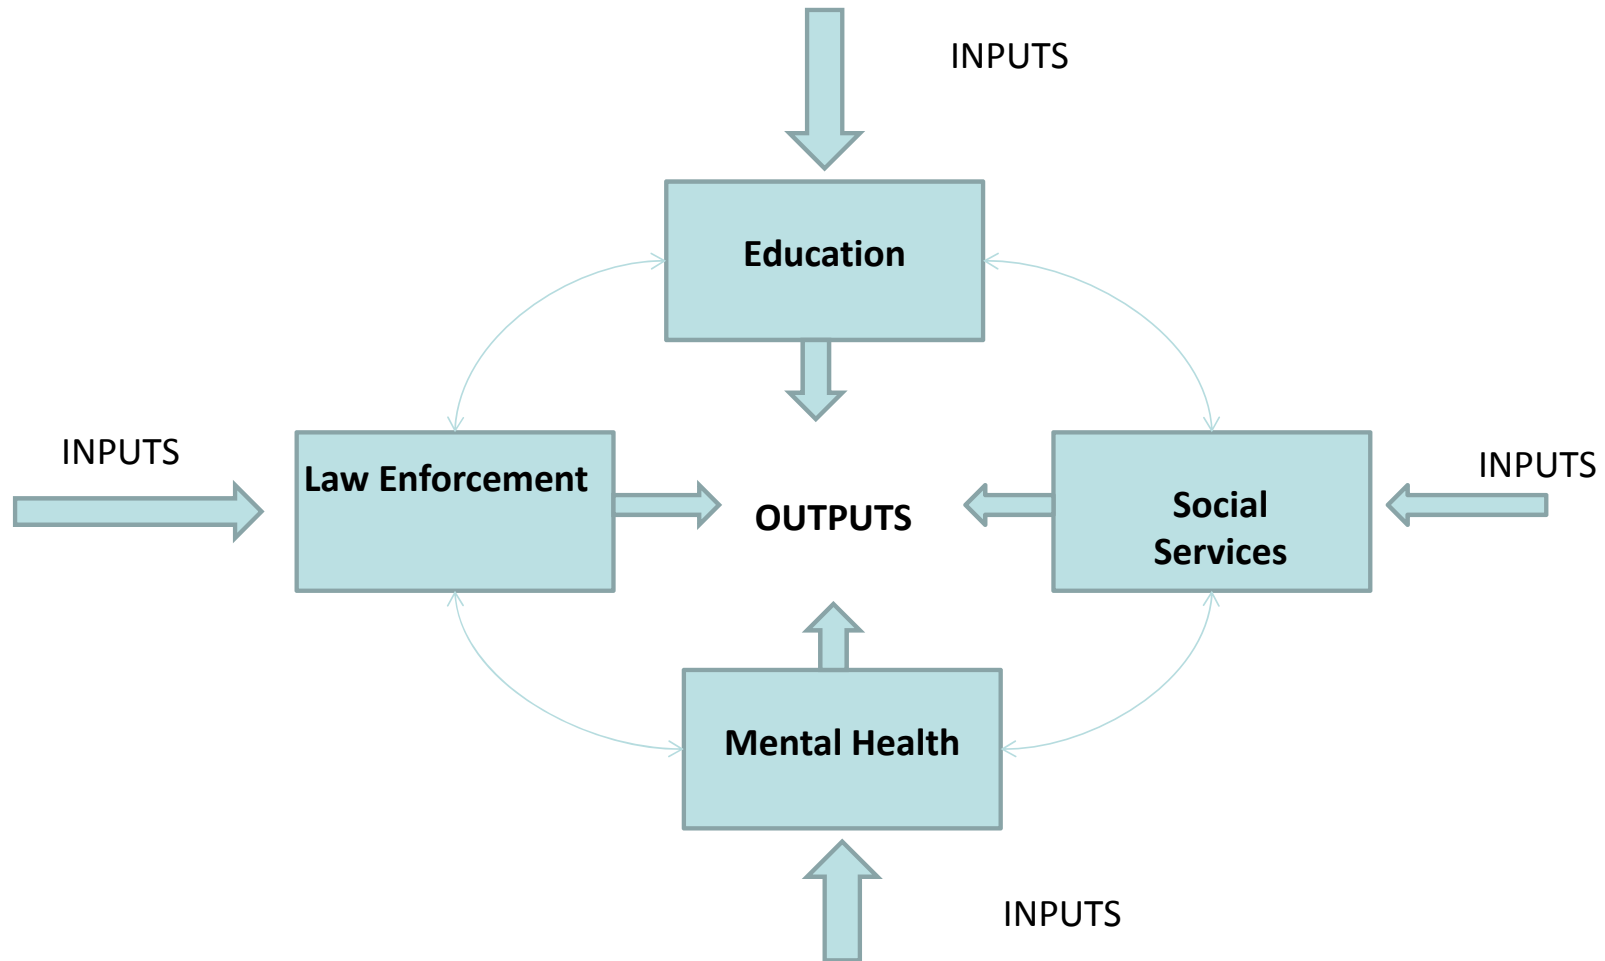 INPUTS
Education
INPUTS
Law Enforcement
OUTPUTS
Social
Services
INPUTS
Mental Health
INPUTS